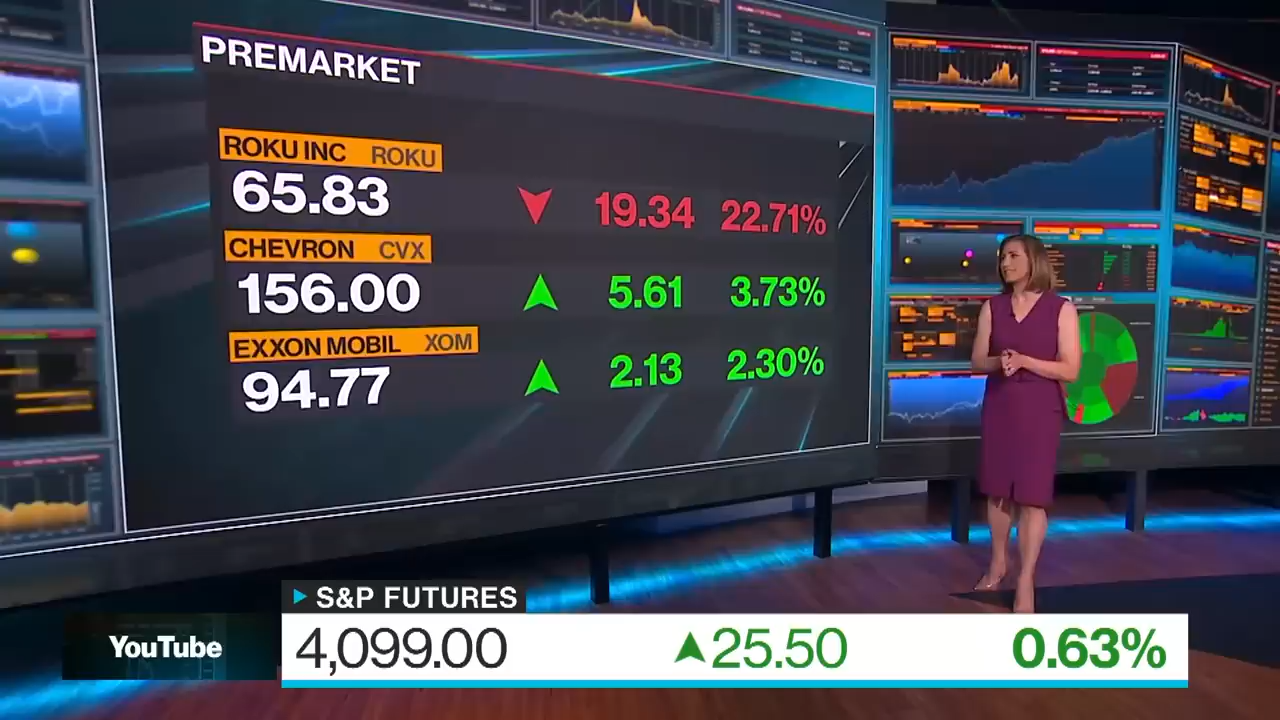 PREMARKET
ROKU INC ROKU
65.83 19.34 22.71%
CHEVRON CVX
156.00 5.61 3.73%
EXXON MOBIL XOM
94.77 2.13 2.30%
S&P FUTURES
YouTube 4,099.00 25.50 0.63%